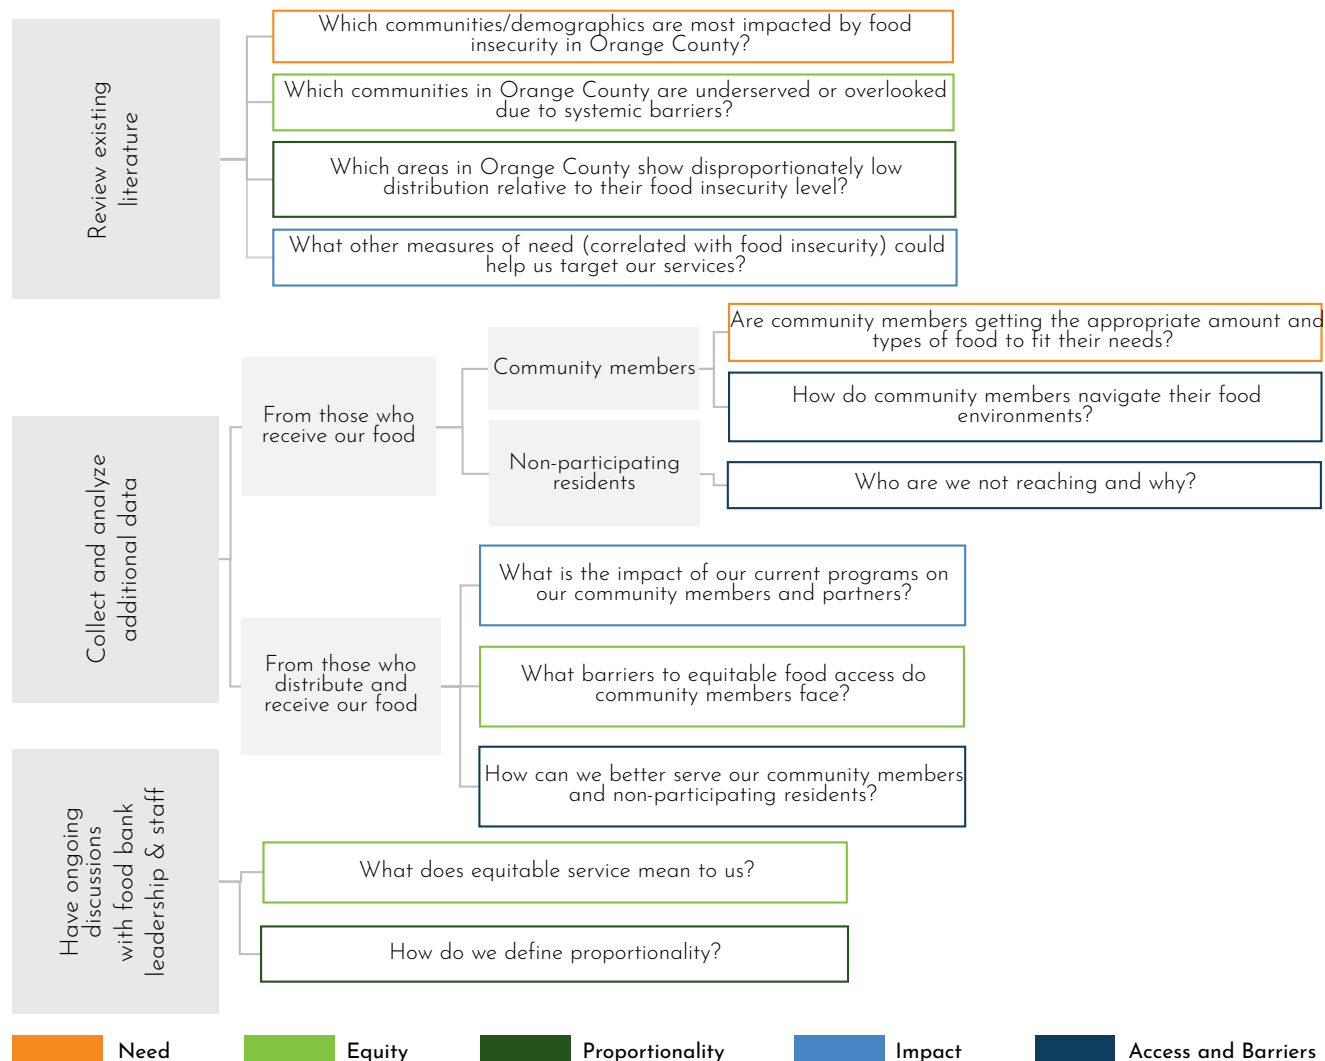 Review existing
literature
Which communities/demographics are most impacted by food
insecurity in Orange County?
Which communities in Orange County are underserved or overlooked
due to systemic barriers?
Which areas in Orange County show disproportionately low
distribution relative to their food insecurity level?
What other measures of need (correlated with food insecurity) could
help us target our services?
Collect and analyze
additional data
From those who
receive our food
Community members
Are community members getting the appropriate amount and
types of food to fit their needs?
How do community members navigate their food
environments?
Non-participating
residents
Who are we not reaching and why?
From those who
distribute and
receive our food
What is the impact of our current programs on
our community members and partners?
What barriers to equitable food access do
community members face?
How can we better serve our community members
and non-participating residents?
Have ongoing
discussions
with food bank
leadership & staff
What does equitable service mean to us?
How do we define proportionality?
Need
Equity
Proportionality
Impact
Access and Barriers